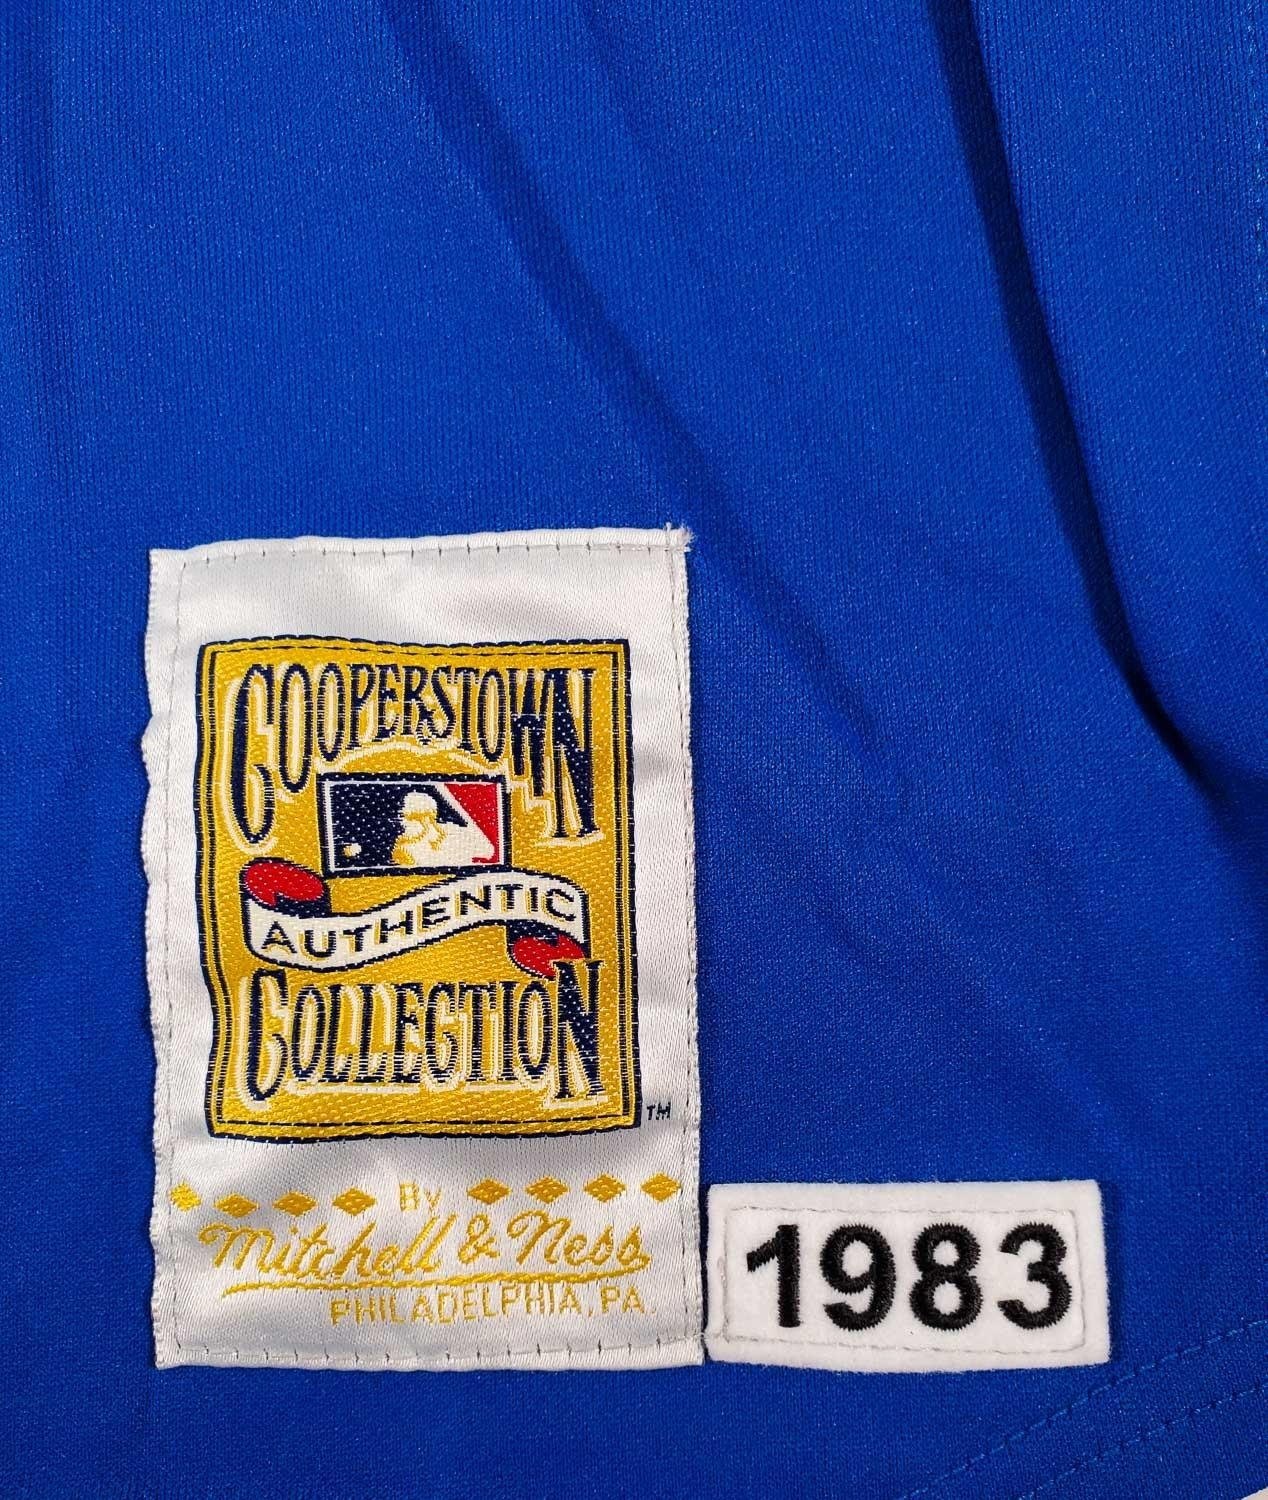 COOPERSTOWN
AUTHENTIC
COLLECTION
TM
By
Mitchell & Ness
PHILADELPHIA, PA.
1983